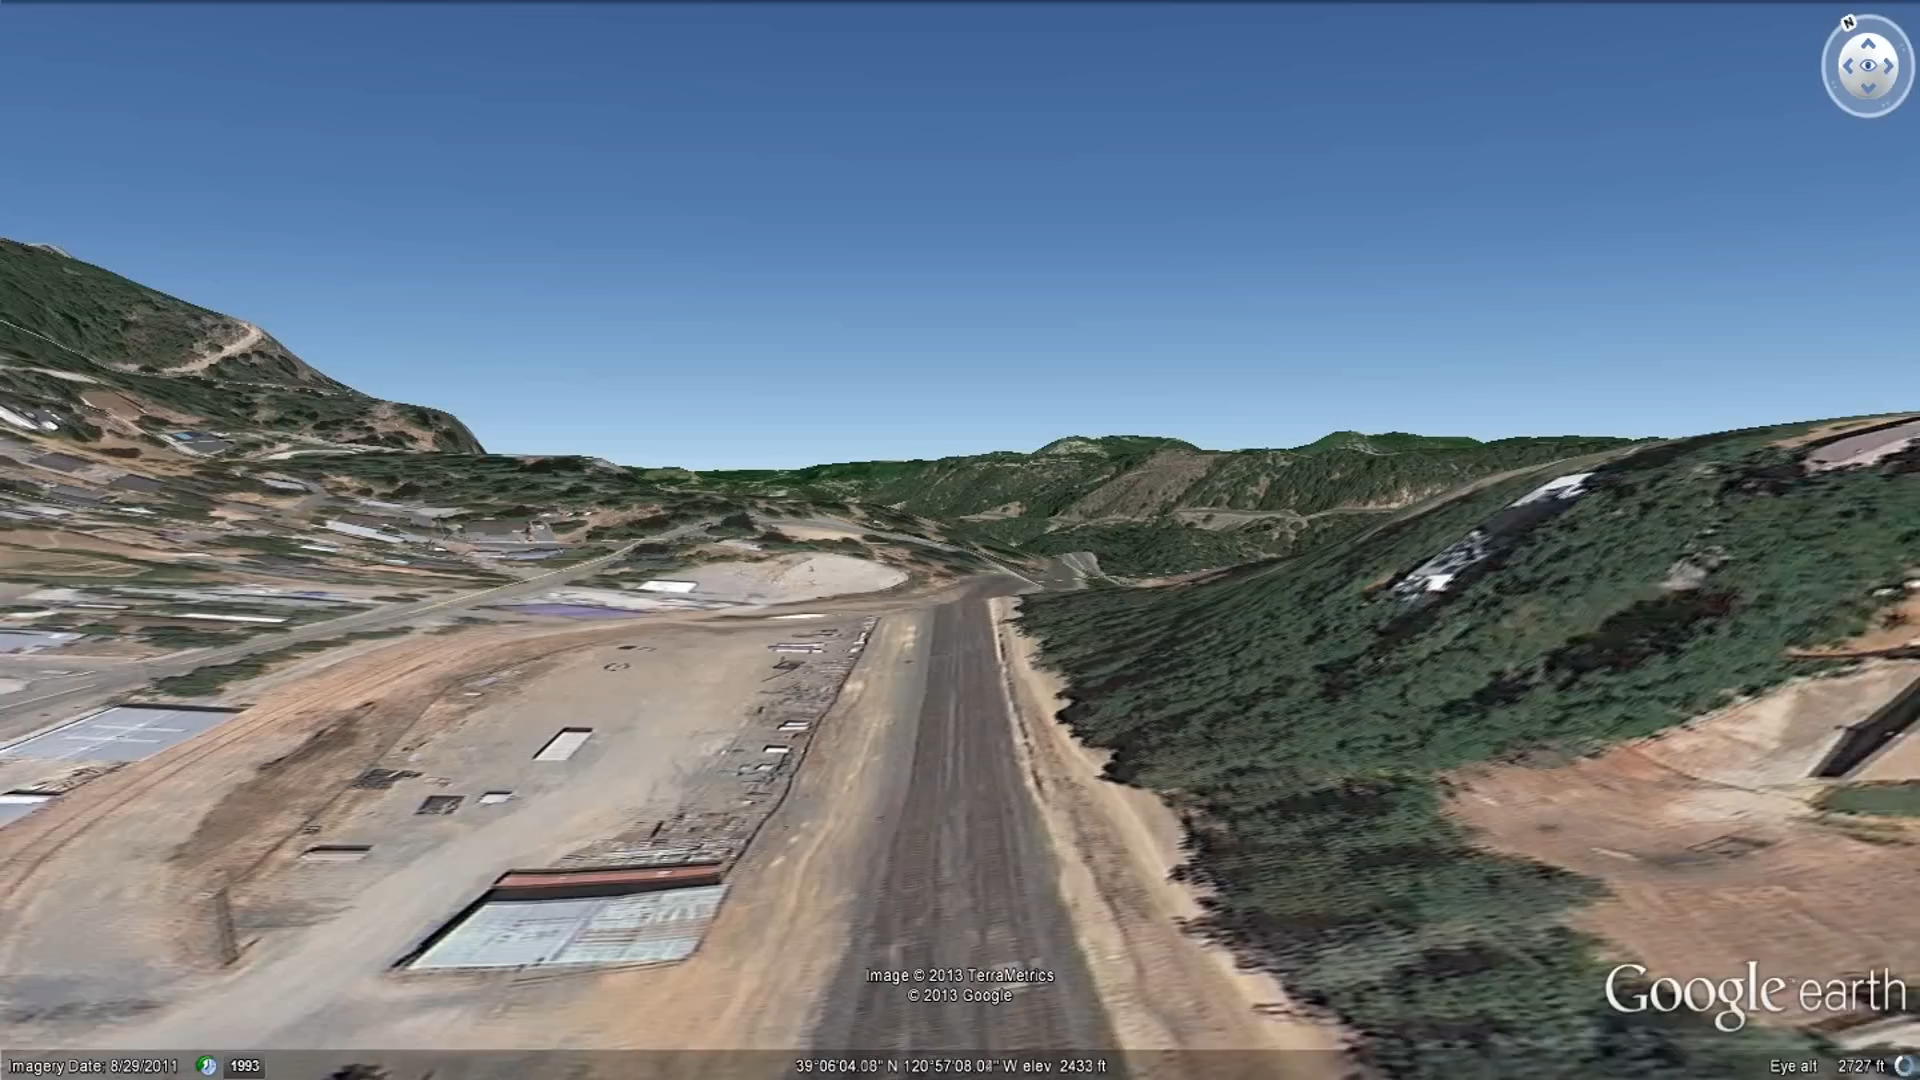 N
Image © 2013 TerraMetrics
© 2013 Google
Google earth
Imagery Date: 8/29/2011 1993
39°06'04.08" N 120°57'08.04" W elev 2433 ft
Eye alt 2727 ft